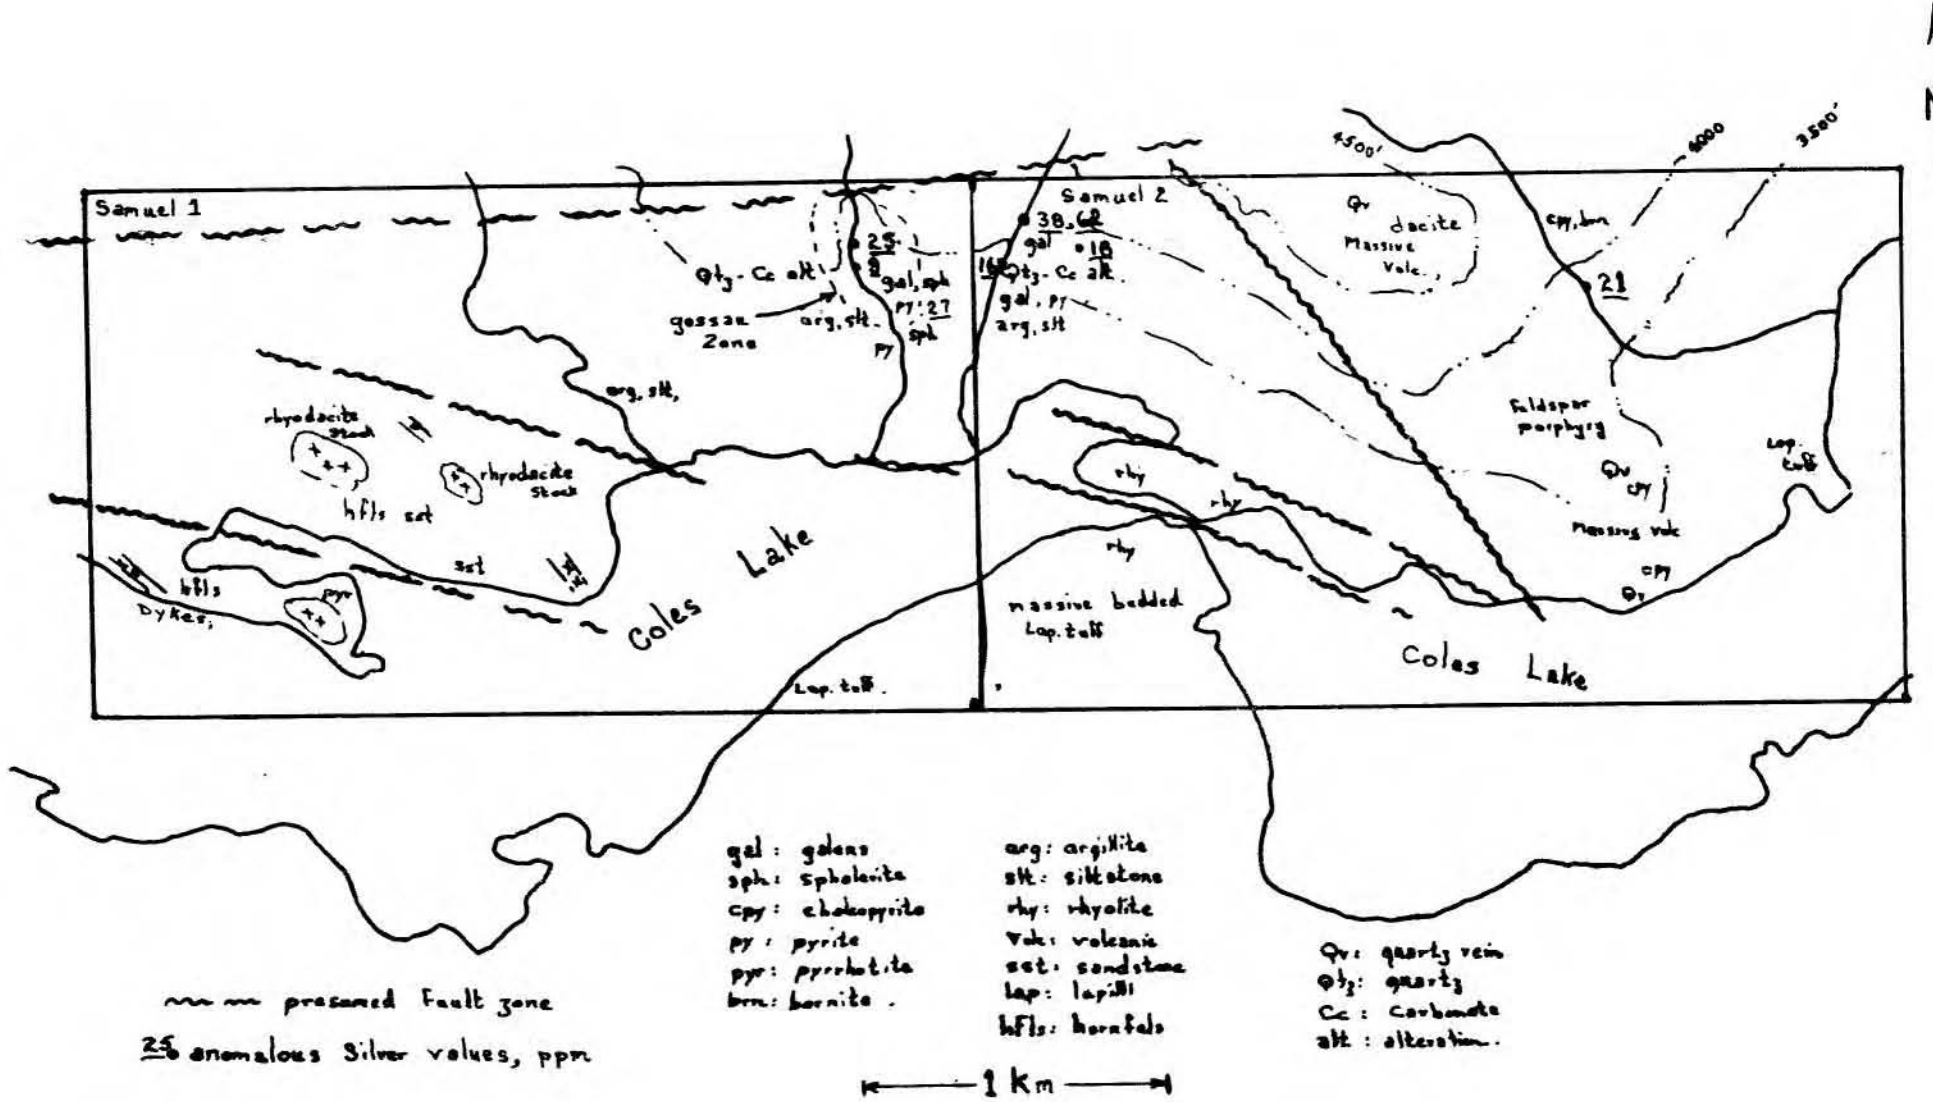 N
Samuel 1
Samuel 2
4500'
4000
3500'
Qv
dacite
Massive
Volc.
cpy, brn
38, 62
gal
18
25
gal, sph
Qtz - Cc alt
Qtz - Cc alt.
gal, py
arg, slt
py: 27
sph
py
gossan
Zone
arg, slt.
21
arg, slt,
rhyodacite
Stock
rhyodacite
Stock
hfls sst
feldspar
porphyry
Lap.
tuff
Qv
cpy
Massive volc
cpy
Qv
rhy
rhy
rhy
sst
hfls
Dykes,
pyr
Coles Lake
massive bedded
Lap. tuff
Lap. tuff.
Coles Lake
gal: galena
sph: sphalerite
cpy: chalcopyrite
py: pyrite
pyr: pyrrhotite
brn: bornite.
arg: argillite
slt: siltstone
rhy: rhyolite
Volc: volcanic
sst: sandstone
lap: lapilli
hfls: hornfels
Qv: quartz vein
Qtz: quartz
Cc: carbonate
alt: alteration.
presumed Fault zone
25 anomalous Silver values, ppm
1 km